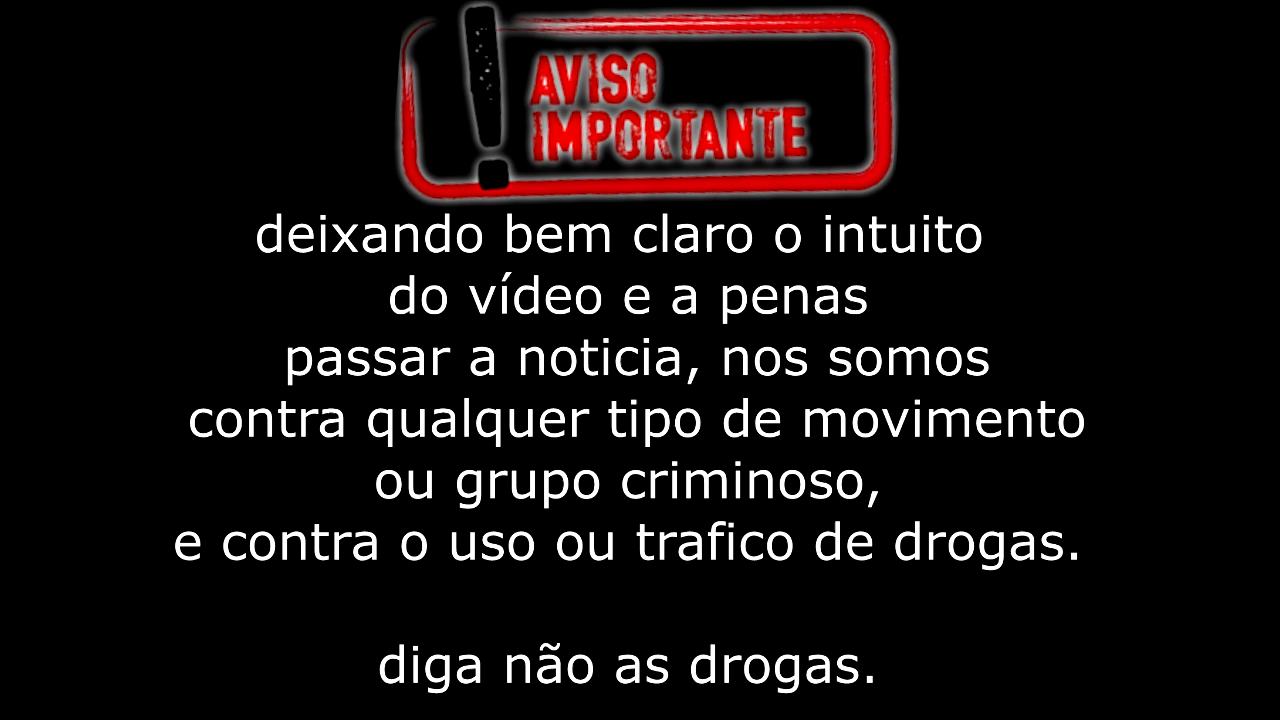 AVISO
IMPORTANTE
deixando bem claro o intuito
do vídeo e a penas
passar a noticia, nos somos
contra qualquer tipo de movimento
ou grupo criminoso,
e contra o uso ou trafico de drogas.
diga não as drogas.